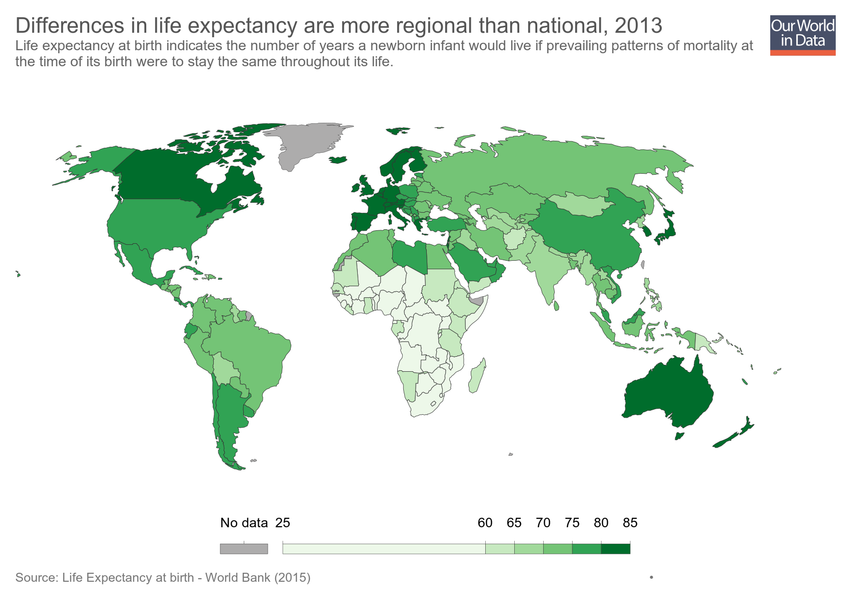 Differences in life expectancy are more regional than national, 2013
Life expectancy at birth indicates the number of years a newborn infant would live if prevailing patterns of mortality at
the time of its birth were to stay the same throughout its life.
Our World
in Data
No data 25 60 65 70 75 80 85
Source: Life Expectancy at birth - World Bank (2015)